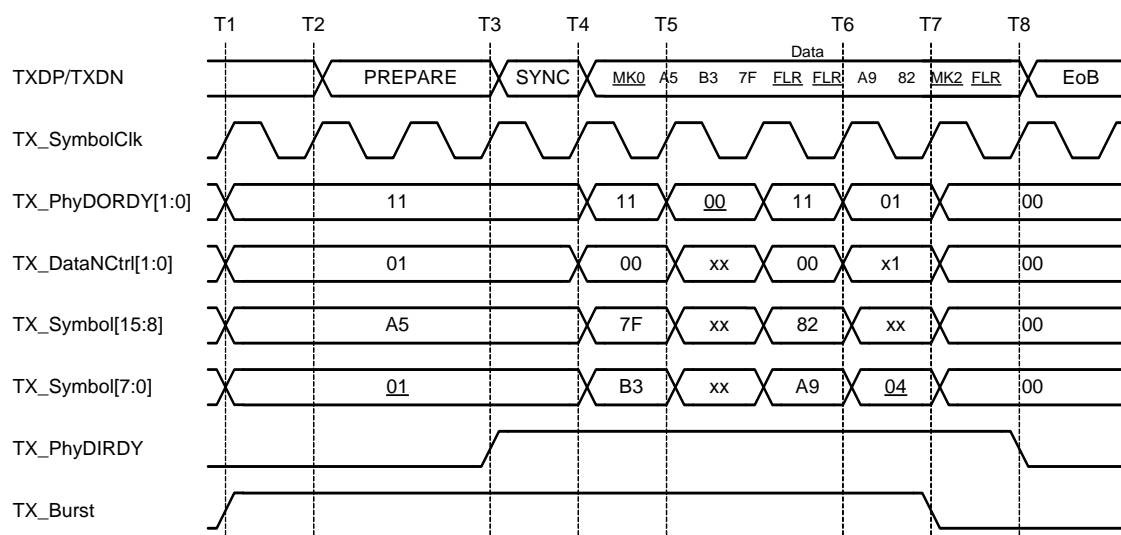 T1 T2 T3 T4 T5 T6 T7 T8
Data
TXDP/TXDN PREPARE SYNC MK0 A5 B3 7F FLR FLR A9 82 MK2 FLR EoB
TX_SymbolClk
TX_PhyDORDY[1:0] 11 11 00 11 01 00
TX_DataNCtrl[1:0] 01 00 xx 00 x1 00
TX_Symbol[15:8] A5 7F xx 82 xx 00
TX_Symbol[7:0] 01 B3 xx A9 04 00
TX_PhyDIRDY
TX_Burst